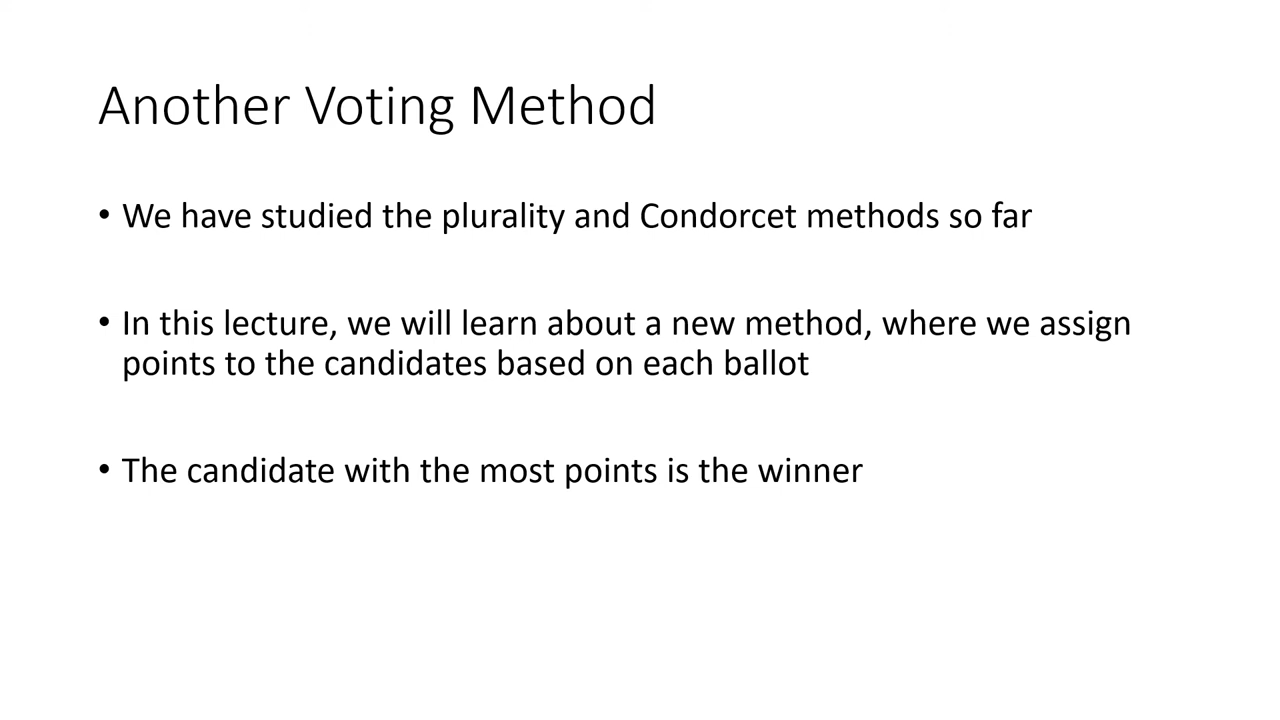 Another Voting Method
• We have studied the plurality and Condorcet methods so far
• In this lecture, we will learn about a new method, where we assign
points to the candidates based on each ballot
• The candidate with the most points is the winner